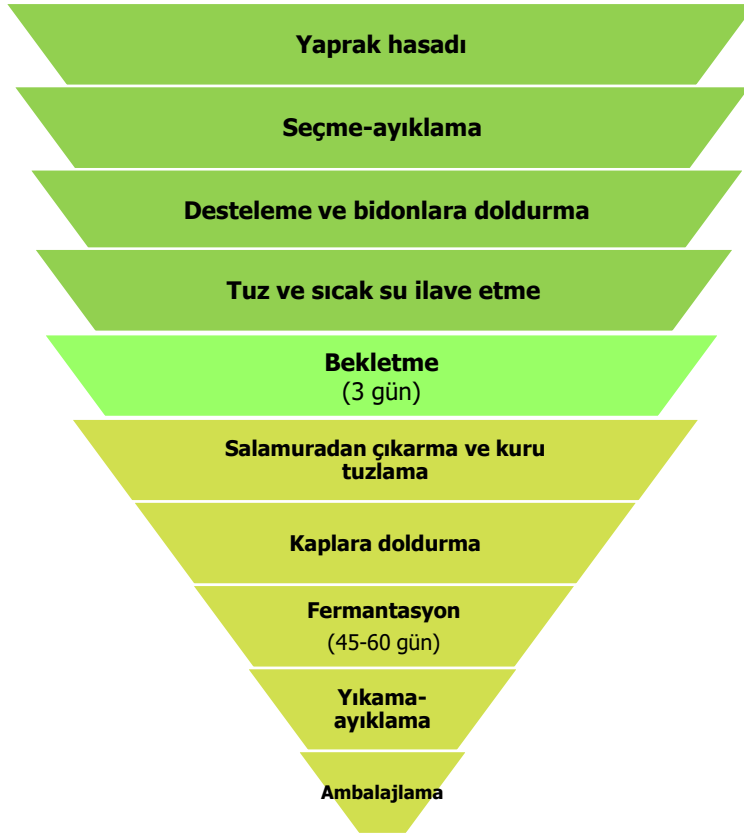 Yaprak hasadı
Seçme-ayıklama
Desteleme ve bidonlara doldurma
Tuz ve sıcak su ilave etme
Bekletme
(3 gün)
Salamuradan çıkarma ve kuru
tuzlama
Kaplara doldurma
Fermantasyon
(45-60 gün)
Yıkama-
ayıklama
Ambalajlama